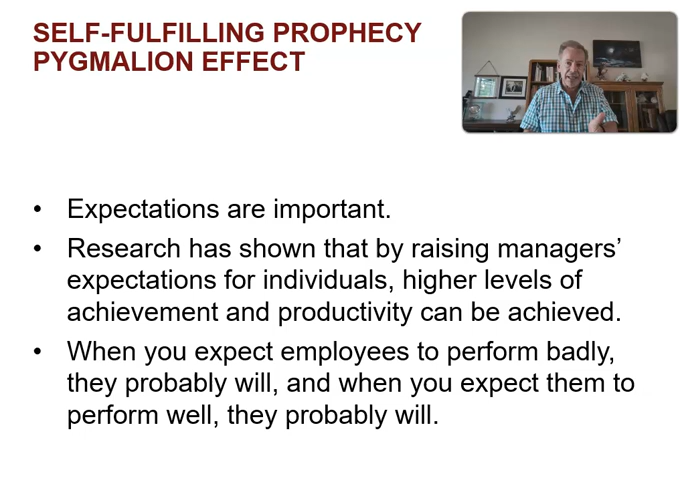 SELF-FULFILLING PROPHECY
PYGMALION EFFECT
• Expectations are important.
• Research has shown that by raising managers’
expectations for individuals, higher levels of
achievement and productivity can be achieved.
• When you expect employees to perform badly,
they probably will, and when you expect them to
perform well, they probably will.